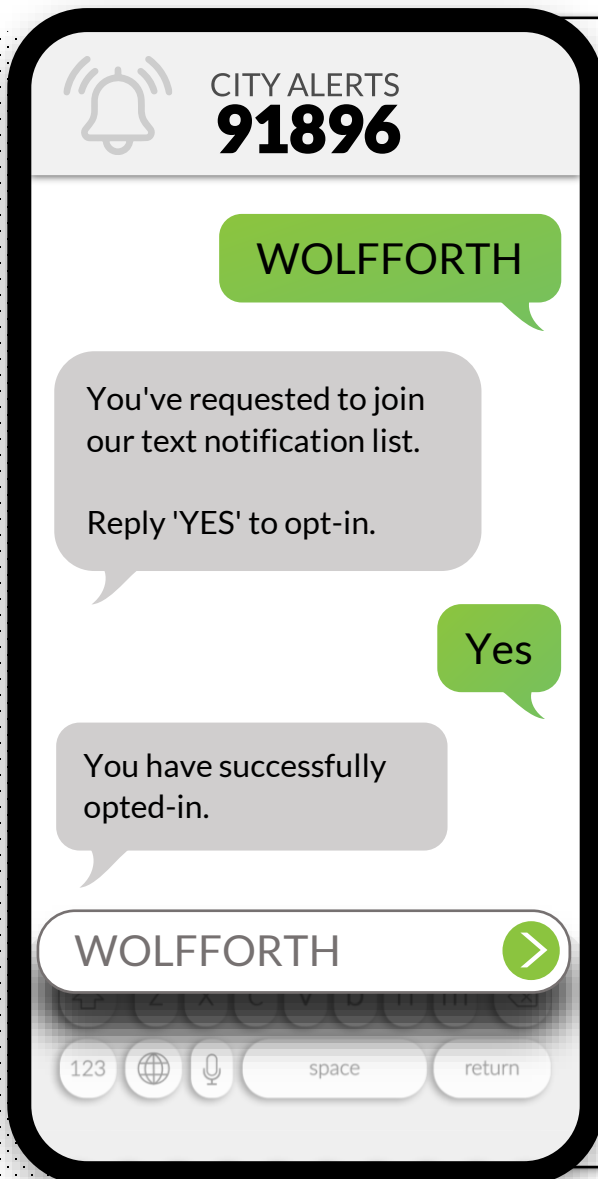 CITY ALERTS
91896
WOLFFORTH
You've requested to join
our text notification list.
Reply 'YES' to opt-in.
Yes
You have successfully
opted-in.
WOLFFORTH
Z X C V b n m
123 space return